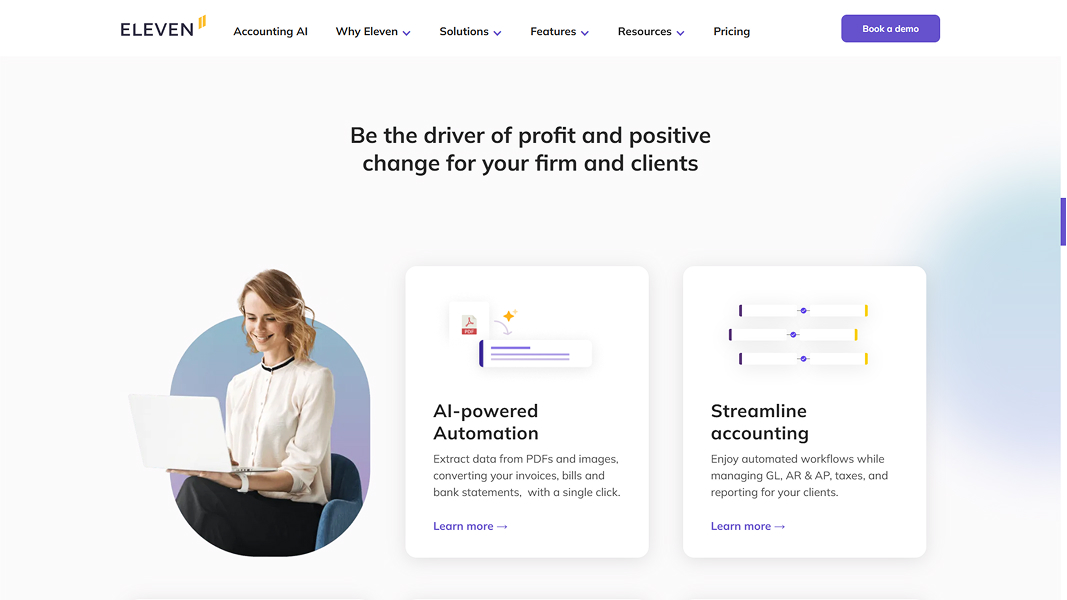 ELEVEN
Accounting AI
Why Eleven
Solutions
Features
Resources
Pricing
Book a demo
Be the driver of profit and positive
change for your firm and clients
PDF
AI-powered
Automation
Extract data from PDFs and images,
converting your invoices, bills and
bank statements, with a single click.
Learn more →
Streamline
accounting
Enjoy automated workflows while
managing GL, AR & AP, taxes, and
reporting for your clients.
Learn more →